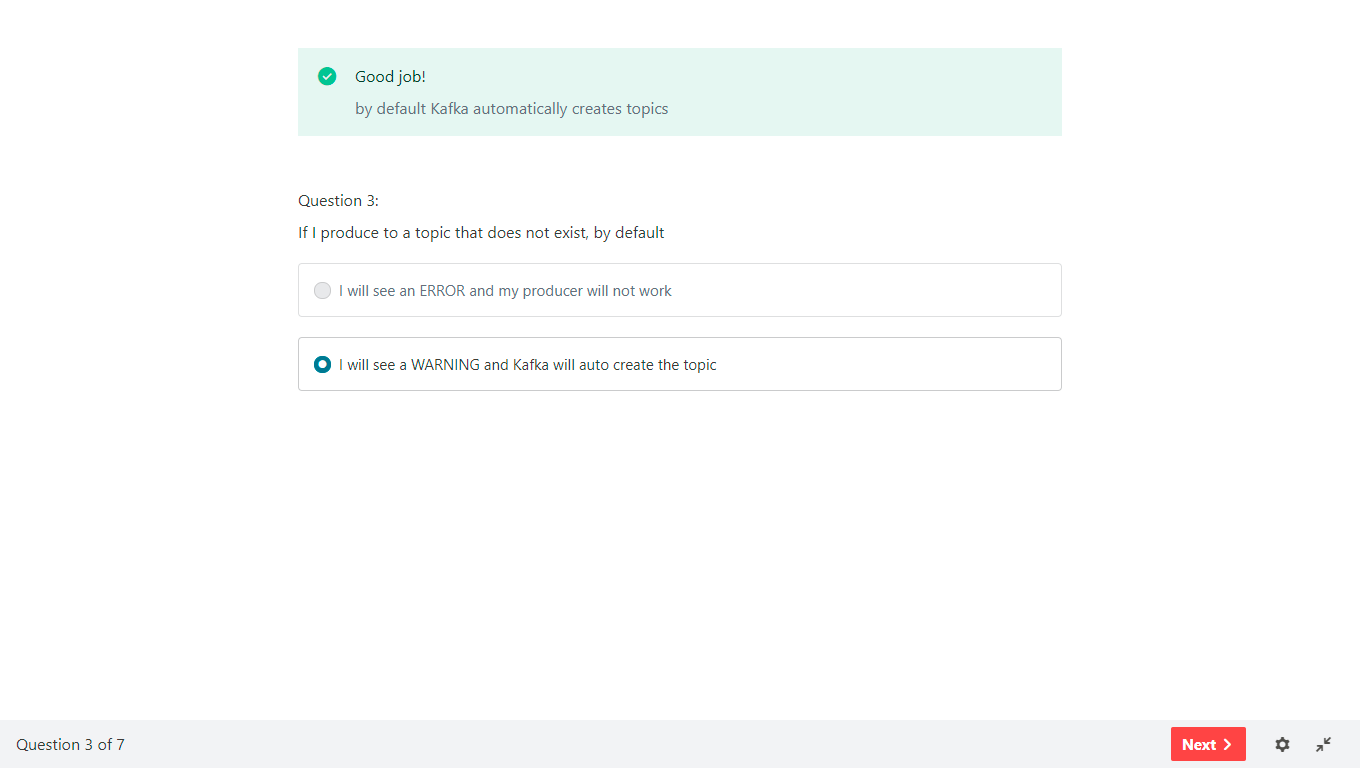 Good job!
by default Kafka automatically creates topics
Question 3:
If I produce to a topic that does not exist, by default
I will see an ERROR and my producer will not work
I will see a WARNING and Kafka will auto create the topic
Question 3 of 7
Next